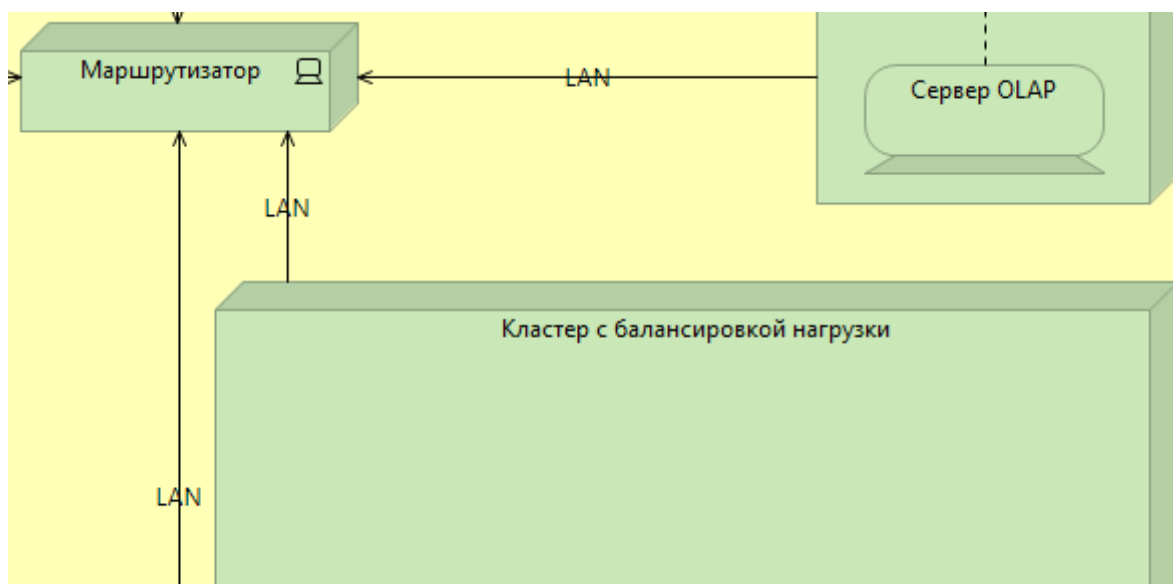 Маршрутизатор
LAN
Сервер OLAP
LAN
Кластер с балансировкой нагрузки
LAN